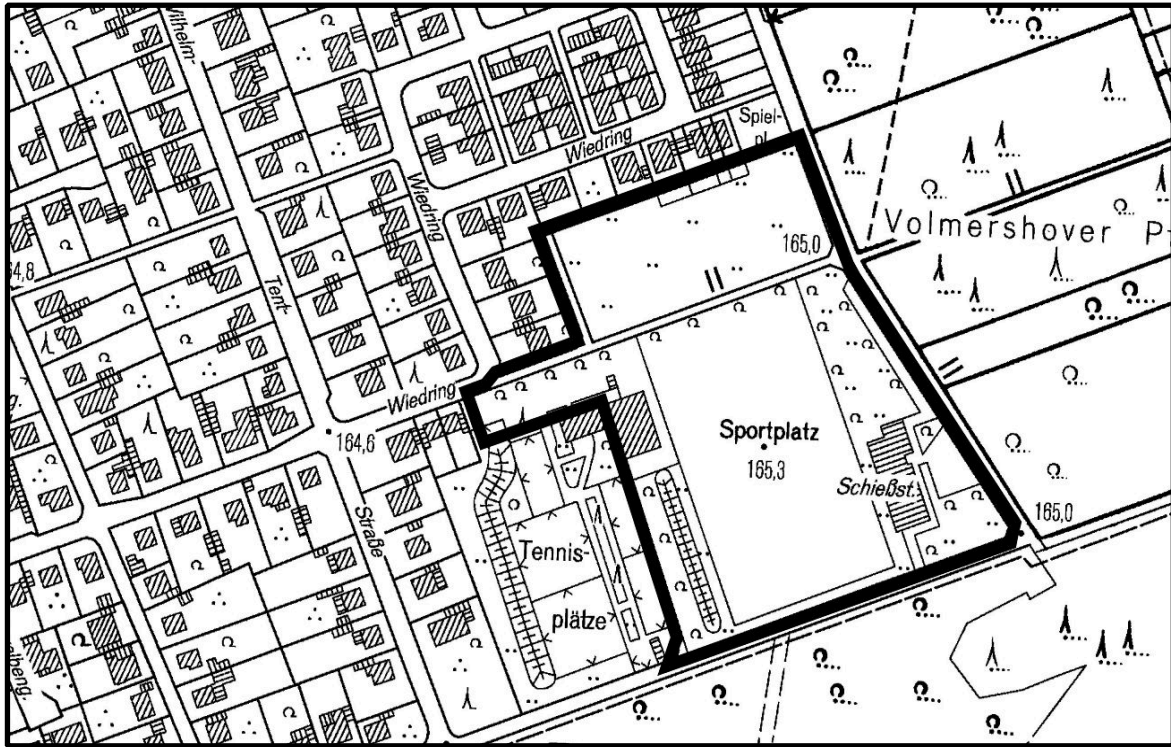 Wilhelm-
Spiel-
pl.
Wiedring
Wiedring
Volmershover
165,0
Tent-
Wiedring
164,6
Sportplatz
165,3
Schießst.
165,0
Straße
Tennis-
plätze